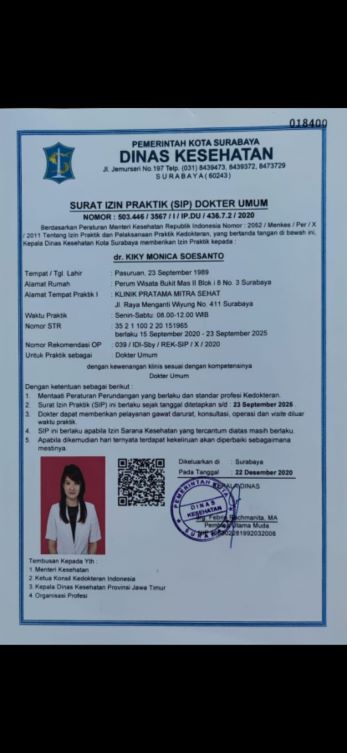 018400
PEMERINTAH KOTA SURABAYA
DINAS KESEHATAN
Jl. Jemursari No.197 Telp. (031) 8439473, 8439372, 8473729
S U R A B A Y A ( 60243 )
SURAT IZIN PRAKTIK (SIP) DOKTER UMUM
NOMOR : 503.446 / 3567 / I / IP.DU / 436.7.2 / 2020
Berdasarkan Peraturan Menteri Kesehatan Republik Indonesia Nomor : 2052 / Menkes / Per / X
/ 2011 Tentang Izin Praktik dan Pelaksanaan Praktik Kedokteran, yang bertanda tangan di bawah ini,
Kepala Dinas Kesehatan Kota Surabaya memberikan Izin Praktik kepada :
dr. KIKY MONICA SOESANTO
Tempat / Tgl. Lahir : Pasuruan, 23 September 1989
Alamat Rumah : Perum Wisata Bukit Mas II Blok I 8 No. 3 Surabaya
Alamat Tempat Praktik I : KLINIK PRATAMA MITRA SEHAT
Jl. Raya Menganti Wiyung No. 411 Surabaya
Waktu Praktik : Senin-Sabtu: 08.00-12.00 WIB
Nomor STR : 35 2 1 100 2 20 151965
berlaku 15 September 2020 - 23 September 2025
Nomor Rekomendasi OP : 039 / IDI-Sby / REK-SIP / X / 2020
Untuk Praktik sebagai : Dokter Umum
dengan kewenangan klinis sesuai dengan kompetensinya
Dokter Umum
Dengan ketentuan sebagai berikut :
1. Mentaati Peraturan Perundangan yang berlaku dan standar profesi Kedokteran.
2. Surat Izin Praktik (SIP) ini berlaku sejak tanggal ditetapkan s/d : 23 September 2025
3. Dokter dapat memberikan pelayanan gawat darurat, konsultasi, operasi dan visite diluar
waktu praktik.
4. SIP ini berlaku apabila Izin Sarana Kesehatan yang tercantum diatas masih berlaku.
5. Apabila dikemudian hari ternyata terdapat kekeliruan akan diperbaiki sebagaimana
mestinya.
Dikeluarkan di : Surabaya
Pada Tanggal : 22 Desember 2020
KEPALA DINAS
PEMERINTAH KOTA
DINAS
KESEHATAN
SURABAYA
Febria Rachmanita, MA
Pembina Utama Muda
Tembusan Kepada Yth :
1. Menteri Kesehatan
2. Ketua Konsil Kedokteran Indonesia
3. Kepala Dinas Kesehatan Provinsi Jawa Timur
4. Organisasi Profesi